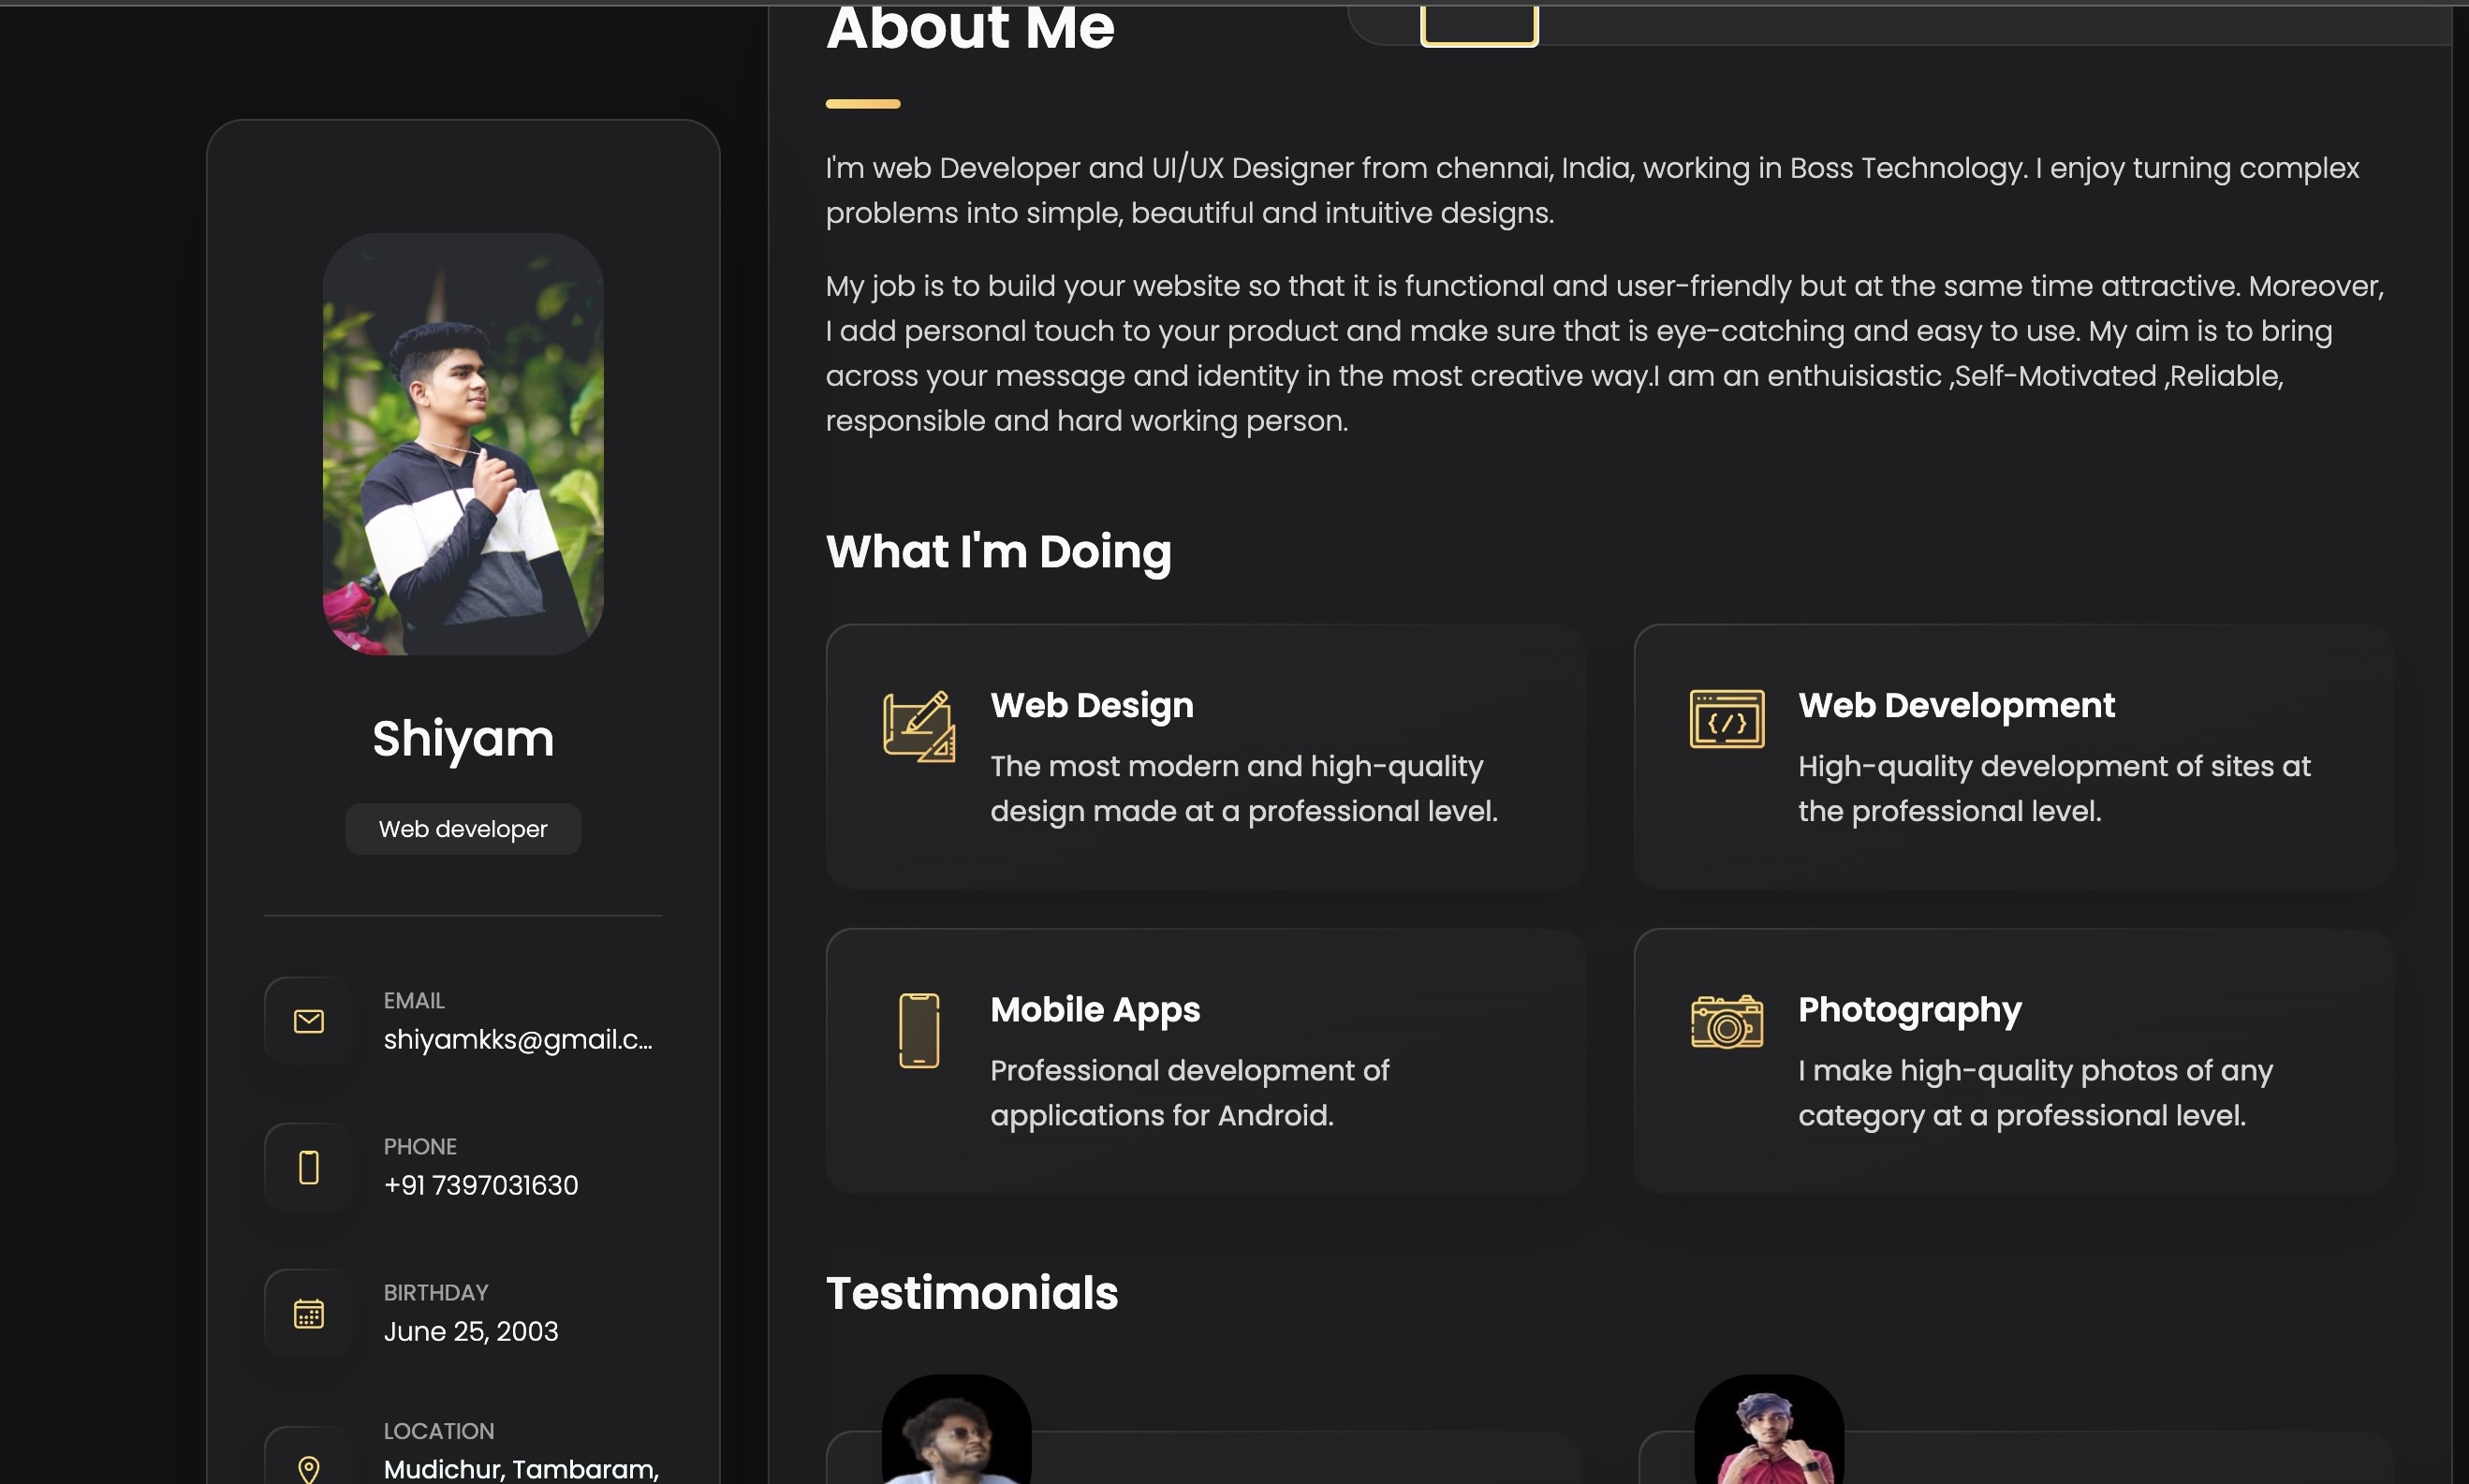 Shiyam
Web developer
EMAIL
shiyamkks@gmail.c...
PHONE
+91 7397031630
BIRTHDAY
June 25, 2003
LOCATION
Mudichur, Tambaram,
About Me
I'm web Developer and UI/UX Designer from chennai, India, working in Boss Technology. I enjoy turning complex
problems into simple, beautiful and intuitive designs.
My job is to build your website so that it is functional and user-friendly but at the same time attractive. Moreover,
I add personal touch to your product and make sure that is eye-catching and easy to use. My aim is to bring
across your message and identity in the most creative way.I am an enthuisiastic ,Self-Motivated ,Reliable,
responsible and hard working person.
What I'm Doing
Web Design
The most modern and high-quality
design made at a professional level.
Web Development
High-quality development of sites at
the professional level.
Mobile Apps
Professional development of
applications for Android.
Photography
I make high-quality photos of any
category at a professional level.
Testimonials